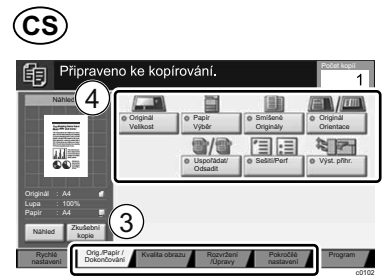 CS
Připraveno ke kopírování.
Počet kopií
1
Náhled
4
Originál
Velikost
Papír
Výběr
Smíšené
Originály
Originál
Orientace
Uspořádat/
Odsadit
Sešití/Perf
Výst. přihr.
Originál : A4
Lupa : 100%
Papír : A4
Náhled
Zkušební
kopie
3
Rychlé
nastavení
Orig./Papír /
Dokončování
Kvalita obrazu
Rozvržení
/Úpravy
Pokročilé
nastavení
Program
c0102